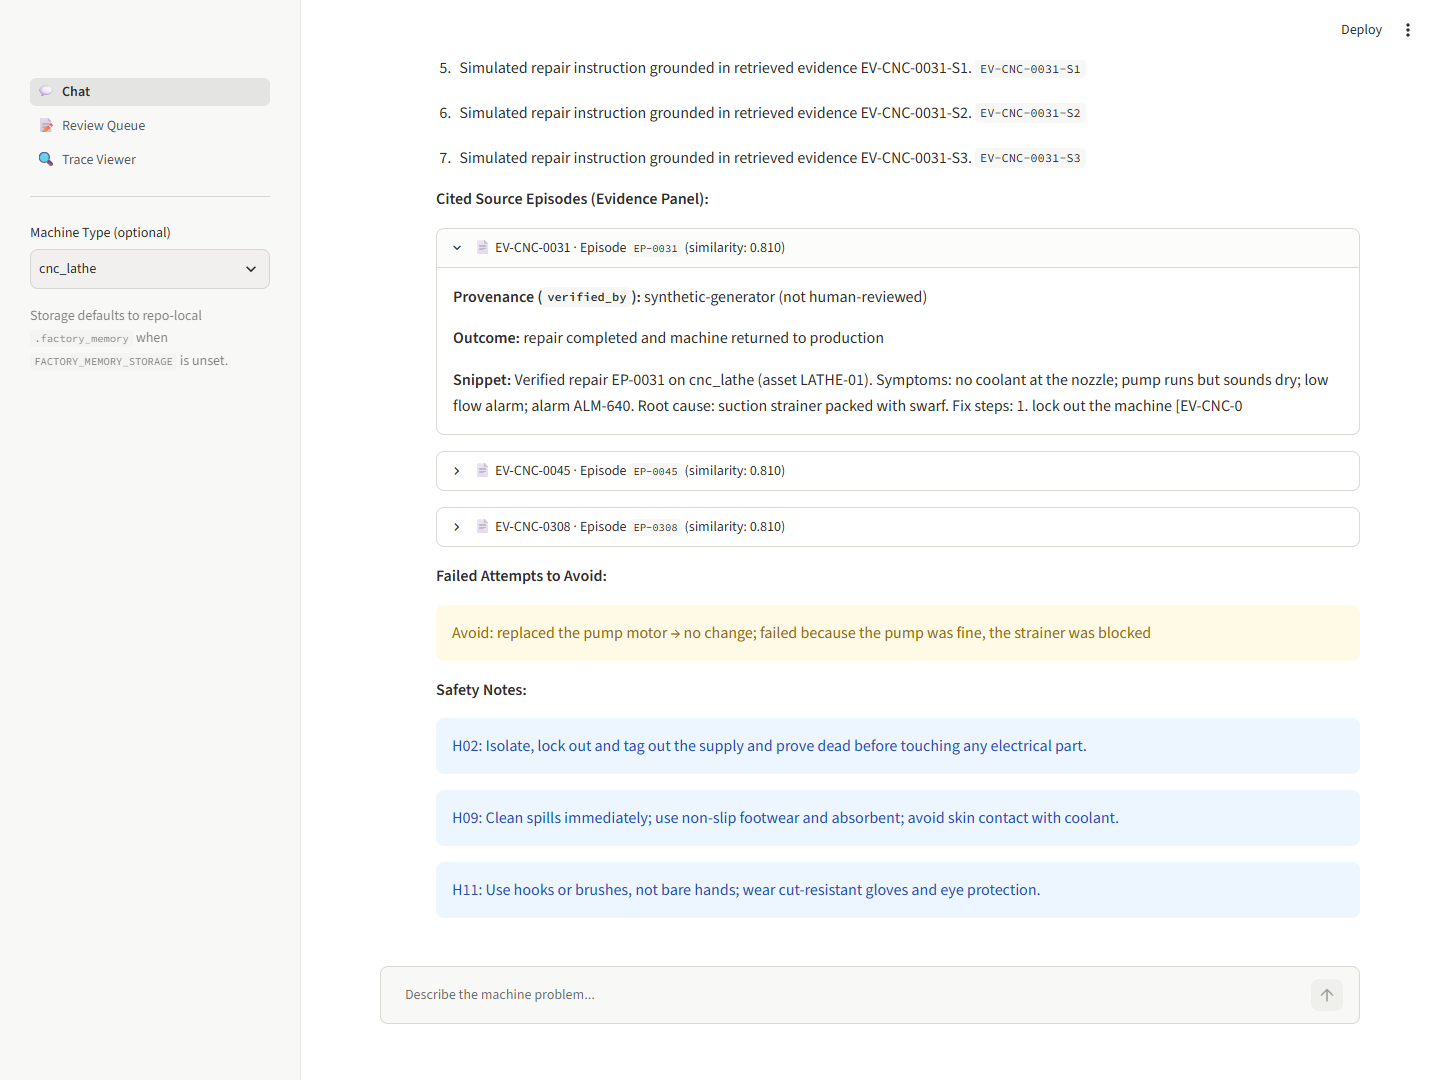 Deploy
Chat
Review Queue
Trace Viewer
Machine Type (optional)
cnc_lathe
Storage defaults to repo-local
.factory_memory when
FACTORY_MEMORY_STORAGE is unset.
5. Simulated repair instruction grounded in retrieved evidence EV-CNC-0031-S1. EV-CNC-0031-S1
6. Simulated repair instruction grounded in retrieved evidence EV-CNC-0031-S2. EV-CNC-0031-S2
7. Simulated repair instruction grounded in retrieved evidence EV-CNC-0031-S3. EV-CNC-0031-S3
Cited Source Episodes (Evidence Panel):
EV-CNC-0031 · Episode EP-0031 (similarity: 0.810)
Provenance ( verified_by ): synthetic-generator (not human-reviewed)
Outcome: repair completed and machine returned to production
Snippet: Verified repair EP-0031 on cnc_lathe (asset LATHE-01). Symptoms: no coolant at the nozzle; pump runs but sounds dry; low
flow alarm; alarm ALM-640. Root cause: suction strainer packed with swarf. Fix steps: 1. lock out the machine [EV-CNC-0
EV-CNC-0045 · Episode EP-0045 (similarity: 0.810)
EV-CNC-0308 · Episode EP-0308 (similarity: 0.810)
Failed Attempts to Avoid:
Avoid: replaced the pump motor → no change; failed because the pump was fine, the strainer was blocked
Safety Notes:
H02: Isolate, lock out and tag out the supply and prove dead before touching any electrical part.
H09: Clean spills immediately; use non-slip footwear and absorbent; avoid skin contact with coolant.
H11: Use hooks or brushes, not bare hands; wear cut-resistant gloves and eye protection.
Describe the machine problem...